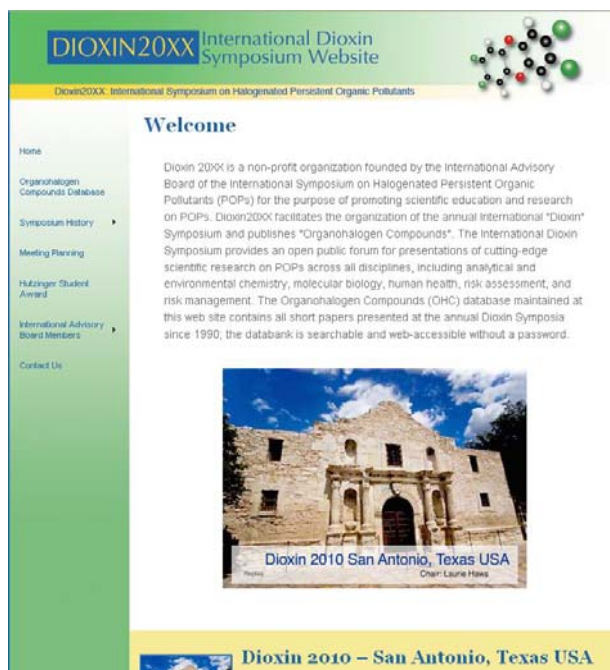 DIOXIN20XX International Dioxin
Symposium Website
Dioxin20XX: International Symposium on Halogenated Persistent Organic Pollutants
Welcome
Home
Organohalogen
Compounds Database
Symposium History
Meeting Planning
Hutzinger Student
Award
International Advisory
Board Members
Contact Us
Dioxin 20XX is a non-profit organization founded by the International Advisory
Board of the International Symposium on Halogenated Persistent Organic
Pollutants (POPs) for the purpose of promoting scientific education and research
on POPs. Dioxin20XX facilitates the organization of the annual International "Dioxin"
Symposium and publishes "Organohalogen Compounds". The International Dioxin
Symposium provides an open public forum for presentations of cutting-edge
scientific research on POPs across all disciplines, including analytical and
environmental chemistry, molecular biology, human health, risk assessment, and
risk management. The Organohalogen Compounds (OHC) database maintained at
this web site contains all short papers presented at the annual Dioxin Symposia
since 1990; the databank is searchable and web-accessible without a password.
Dioxin 2010 San Antonio, Texas USA
Chair: Laurie Haws
Dioxin 2010 – San Antonio, Texas USA